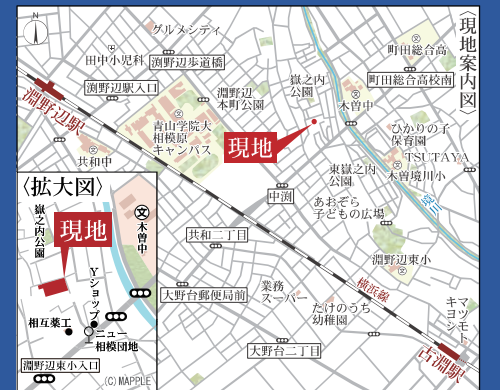 〈現地案内図〉
N
グルメシティ
田中小児科
渕野辺歩道橋
渕野辺駅入口
淵野辺駅
淵野辺
本町公園
嶽之内
公園
町田総合高
町田総合高校南
木曽中
青山学院大
相模原
キャンパス
現地
ひかりの子
保育園
TSUTAYA
木曽境川小
共和中
東嶽之内
公園
中渕
あおぞら
子どもの広場
境川
共和二丁目
淵野辺東小
大野台郵便局前
業務
スーパー
横浜線
たけのうち
幼稚園
マツモト
キヨシ
大野台二丁目
古淵駅
〈拡大図〉
嶽之内公園
現地
木曽中
Yショップ
相互薬工
ニュー
相模団地
淵野辺東小入口
(C)MAPPLE